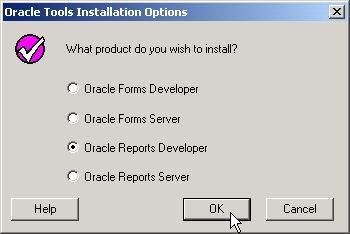 Oracle Tools Installation Options
What product do you wish to install?
Oracle Forms Developer
Oracle Forms Server
Oracle Reports Developer
Oracle Reports Server
Help OK Cancel